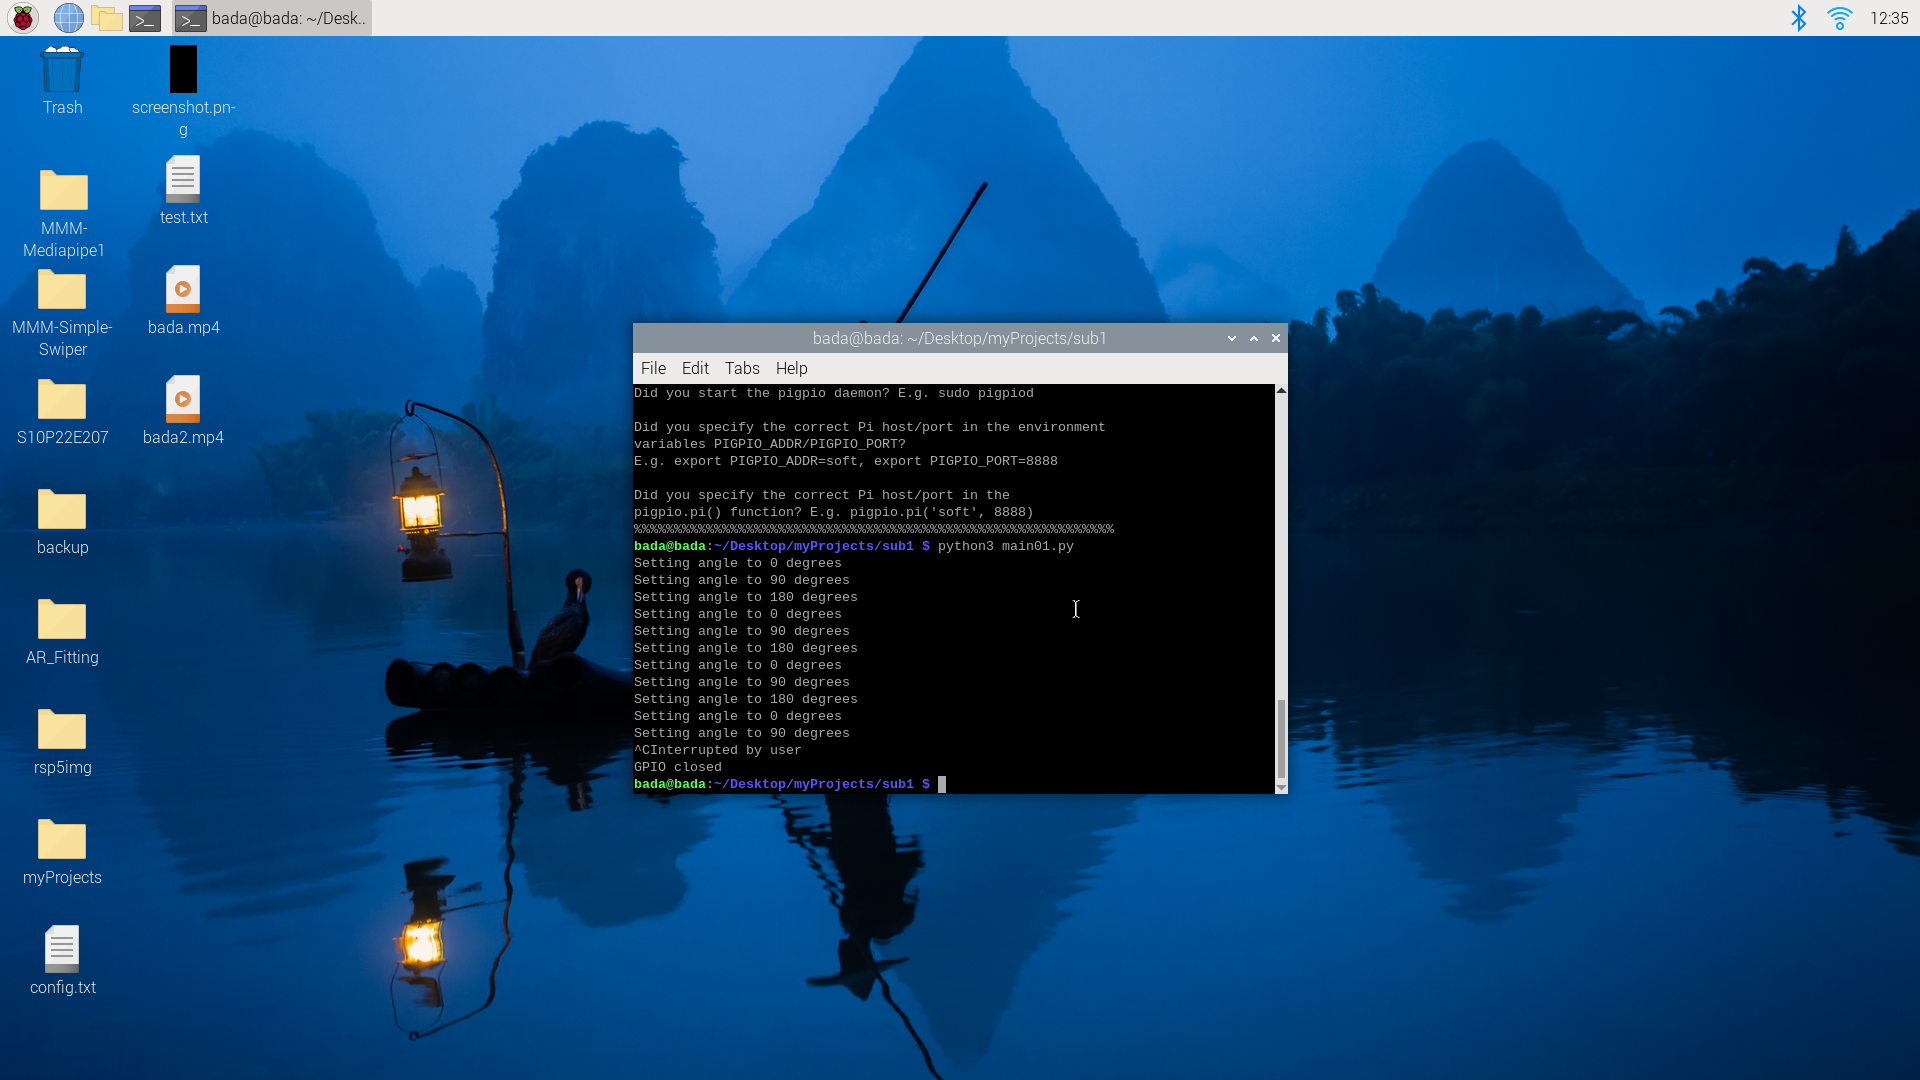 bada@bada: ~/Desk..
12:35
Trash
screenshot.pn-
g
MMM-
Mediapipe1
test.txt
MMM-Simple-
Swiper
bada.mp4
S10P22E207
bada2.mp4
backup
AR_Fitting
rsp5img
myProjects
config.txt
bada@bada: ~/Desktop/myProjects/sub1
File Edit Tabs Help
Did you start the pigpio daemon? E.g. sudo pigpiod
Did you specify the correct Pi host/port in the environment
variables PIGPIO_ADDR/PIGPIO_PORT?
E.g. export PIGPIO_ADDR=soft, export PIGPIO_PORT=8888
Did you specify the correct Pi host/port in the
pigpio.pi() function? E.g. pigpio.pi('soft', 8888)
%%%%%%%%%%%%%%%%%%%%%%%%%%%%%%%%%%%%%%%%%%%%%%%%%%%%%%%%%%%%
bada@bada:~/Desktop/myProjects/sub1 $ python3 main01.py
Setting angle to 0 degrees
Setting angle to 90 degrees
Setting angle to 180 degrees
Setting angle to 0 degrees
Setting angle to 90 degrees
Setting angle to 180 degrees
Setting angle to 0 degrees
Setting angle to 90 degrees
Setting angle to 180 degrees
Setting angle to 0 degrees
Setting angle to 90 degrees
^CInterrupted by user
GPIO closed
bada@bada:~/Desktop/myProjects/sub1 $